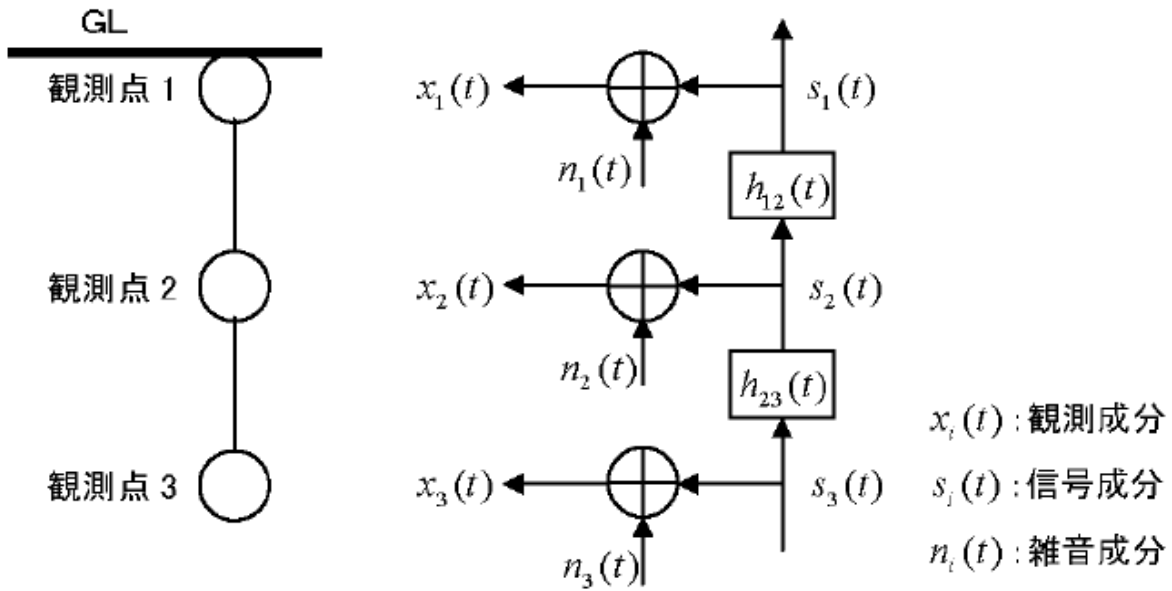 GL
観測点 1
x₁(t)
s₁(t)
n₁(t)
h₁₂(t)
観測点 2
x₂(t)
s₂(t)
n₂(t)
h₂₃(t)
観測点 3
x₃(t)
s₃(t)
n₃(t)
xᵢ(t) : 観測成分
sᵢ(t) : 信号成分
nᵢ(t) : 雑音成分